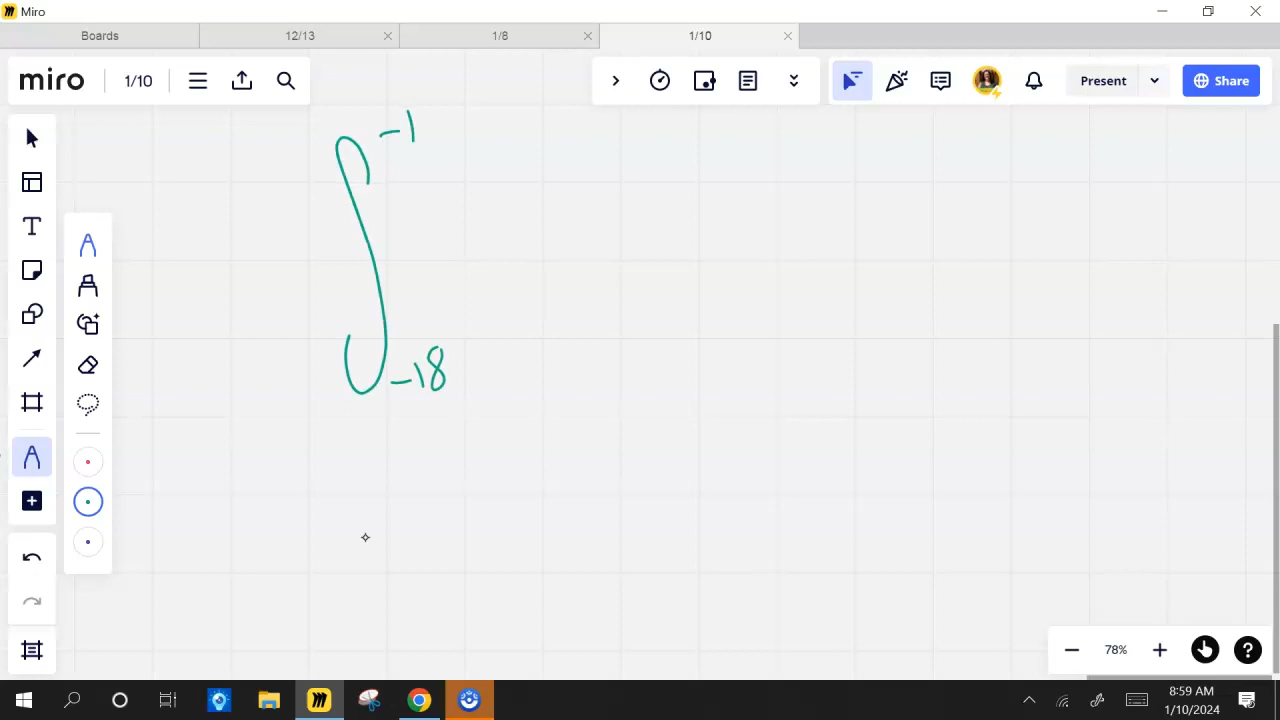 Miro
Boards 12/13 1/8 1/10
miro 1/10 Present Share
-1
∫
-18
78%
8:59 AM
1/10/2024